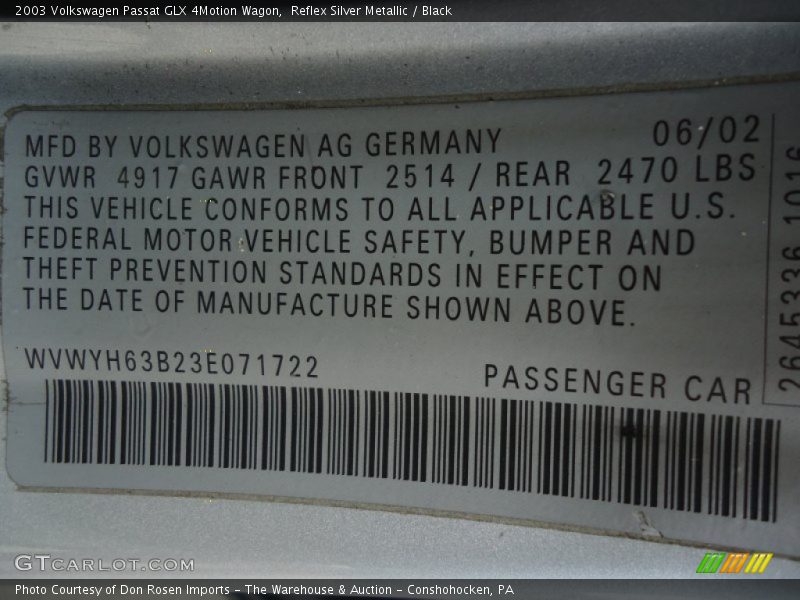 2003 Volkswagen Passat GLX 4Motion Wagon, Reflex Silver Metallic / Black
06/02
MFD BY VOLKSWAGEN AG GERMANY
GVWR 4917 GAWR FRONT 2514 / REAR 2470 LBS
THIS VEHICLE CONFORMS TO ALL APPLICABLE U.S.
FEDERAL MOTOR VEHICLE SAFETY, BUMPER AND
THEFT PREVENTION STANDARDS IN EFFECT ON
THE DATE OF MANUFACTURE SHOWN ABOVE.
WVWYH63B23E071722
PASSENGER CAR
2645336 1016
GTCARLOT.COM
Photo Courtesy of Don Rosen Imports – The Warehouse & Auction – Conshohocken, PA